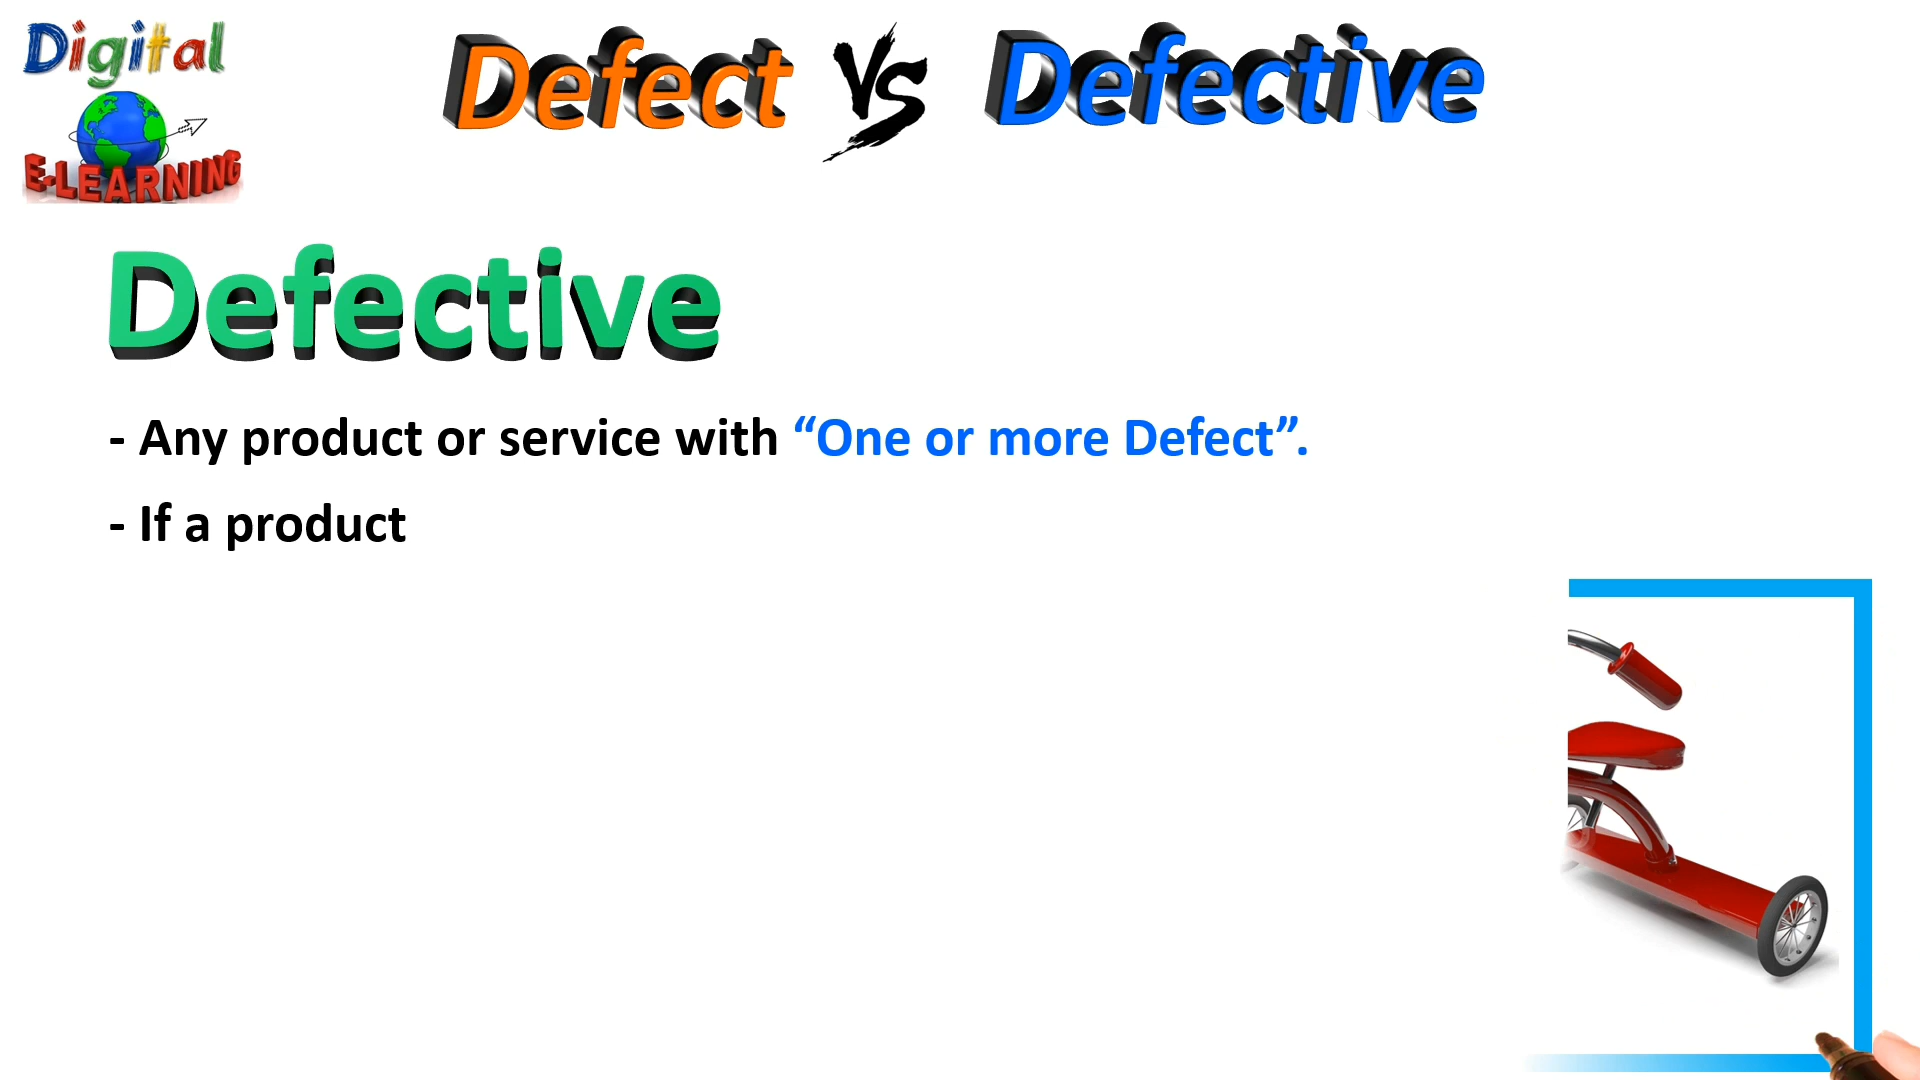 Digital
E-LEARNING
Defect VS Defective
Defective
- Any product or service with “One or more Defect”.
- If a product